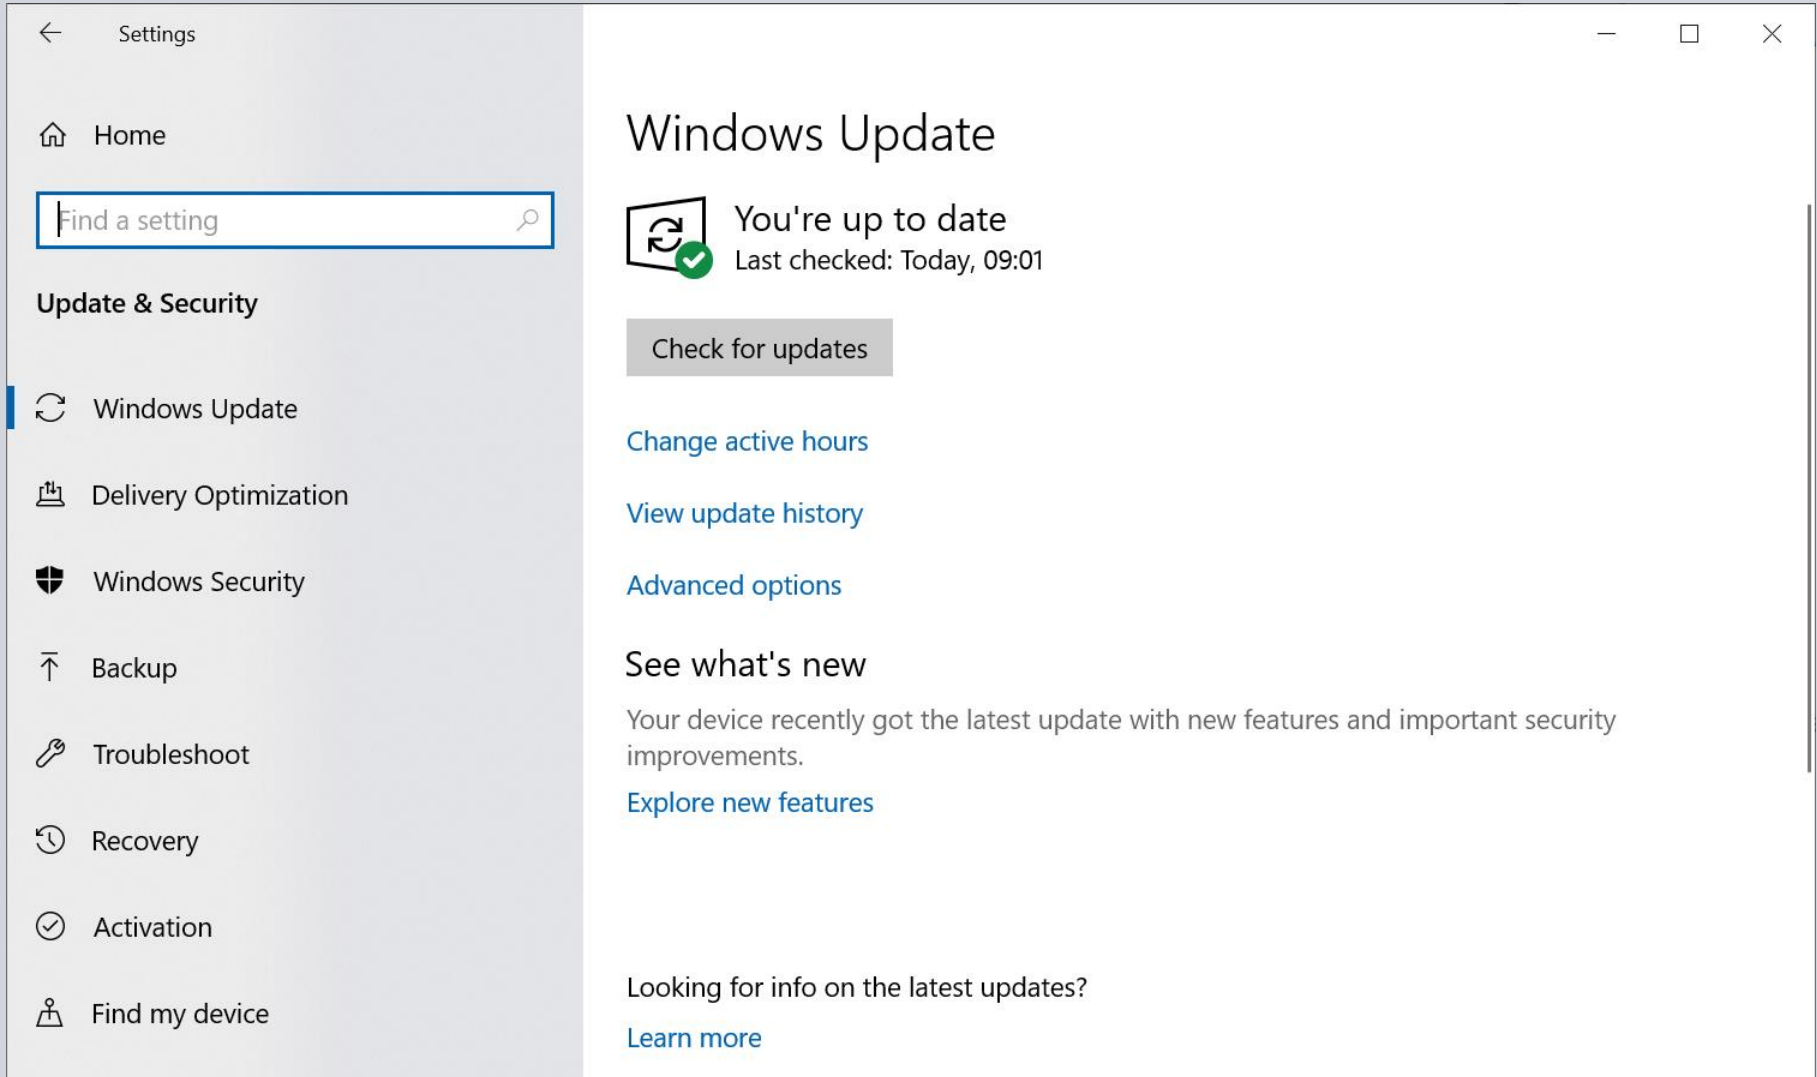 Settings
Home
Find a setting
Update & Security
Windows Update
Delivery Optimization
Windows Security
Backup
Troubleshoot
Recovery
Activation
Find my device
Windows Update
You're up to date
Last checked: Today, 09:01
Check for updates
Change active hours
View update history
Advanced options
See what's new
Your device recently got the latest update with new features and important security
improvements.
Explore new features
Looking for info on the latest updates?
Learn more